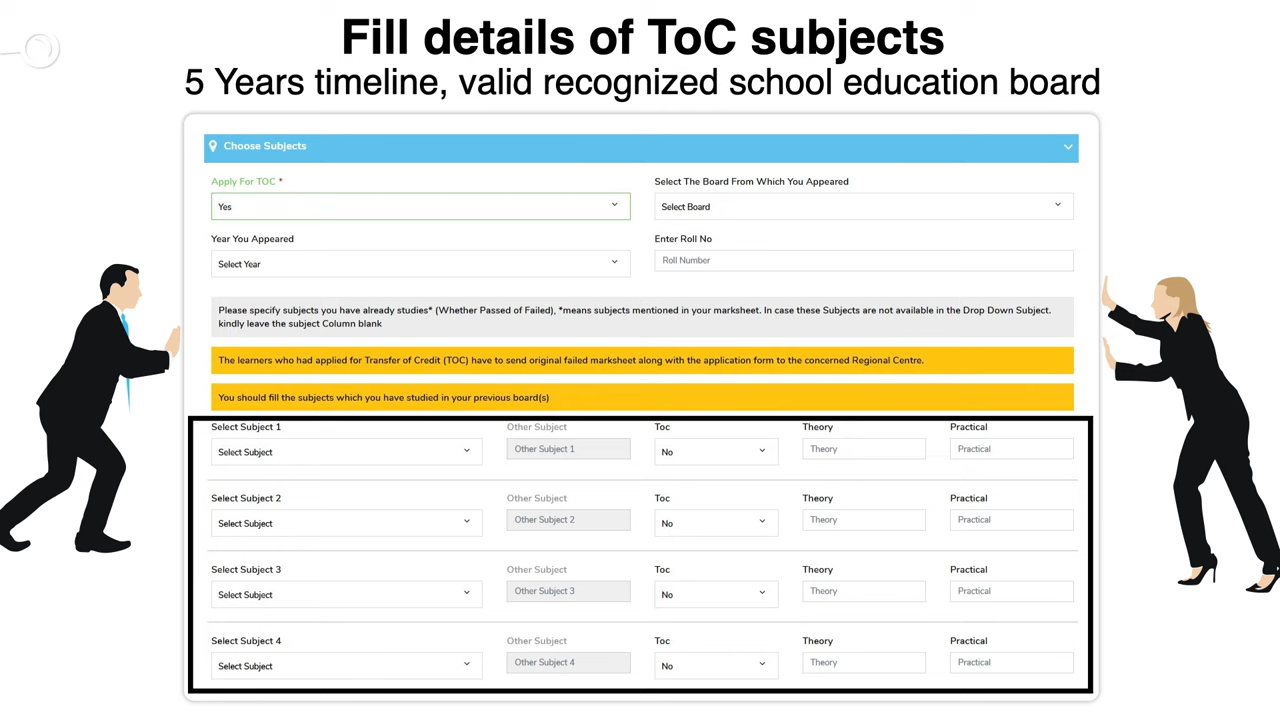 Fill details of ToC subjects
5 Years timeline, valid recognized school education board
Choose Subjects
Apply For TOC *
Select The Board From Which You Appeared
Yes
Select Board
Year You Appeared
Enter Roll No
Select Year
Roll Number
Please specify subjects you have already studies* (Whether Passed of Failed), *means subjects mentioned in your marksheet. In case these Subjects are not available in the Drop Down Subject.
kindly leave the subject Column blank
The learners who had applied for Transfer of Credit (TOC) have to send original failed marksheet along with the application form to the concerned Regional Centre.
You should fill the subjects which you have studied in your previous board(s)
Select Subject 1 Other Subject Toc Theory Practical
Select Subject Other Subject 1 No Theory Practical
Select Subject 2 Other Subject Toc Theory Practical
Select Subject Other Subject 2 No Theory Practical
Select Subject 3 Other Subject Toc Theory Practical
Select Subject Other Subject 3 No Theory Practical
Select Subject 4 Other Subject Toc Theory Practical
Select Subject Other Subject 4 No Theory Practical